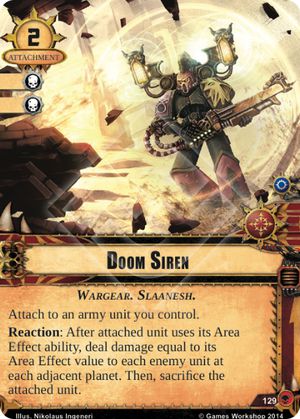 2
ATTACHMENT
DOOM SIREN
WARGEAR. SLAANESH.
Attach to an army unit you control.
Reaction: After attached unit uses its Area
Effect ability, deal damage equal to its
Area Effect value to each enemy unit at
each adjacent planet. Then, sacrifice the
attached unit.
129
Illus. Nikolaus Ingeneri
© Games Workshop 2014